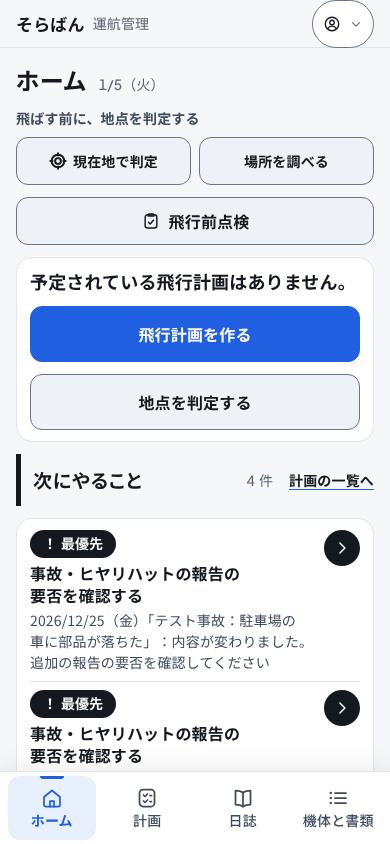 そらばん 運航管理
ホーム 1/5（火）
飛ばす前に、地点を判定する
現在地で判定
場所を調べる
飛行前点検
予定されている飛行計画はありません。
飛行計画を作る
地点を判定する
次にやること 4 件 計画の一覧へ
！ 最優先
事故・ヒヤリハットの報告の
要否を確認する
2026/12/25（金）「テスト事故：駐車場の
車に部品が落ちた」：内容が変わりました。
追加の報告の要否を確認してください
！ 最優先
事故・ヒヤリハットの報告の
要否を確認する
ホーム 計画 日誌 機体と書類